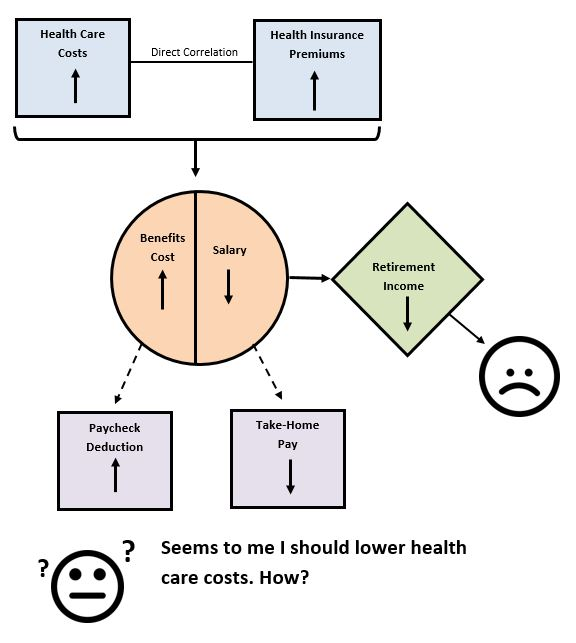 Health Care
Costs
Direct Correlation
Health Insurance
Premiums
Benefits
Cost
Salary
Retirement
Income
Paycheck
Deduction
Take-Home
Pay
?
?
Seems to me I should lower health
care costs. How?